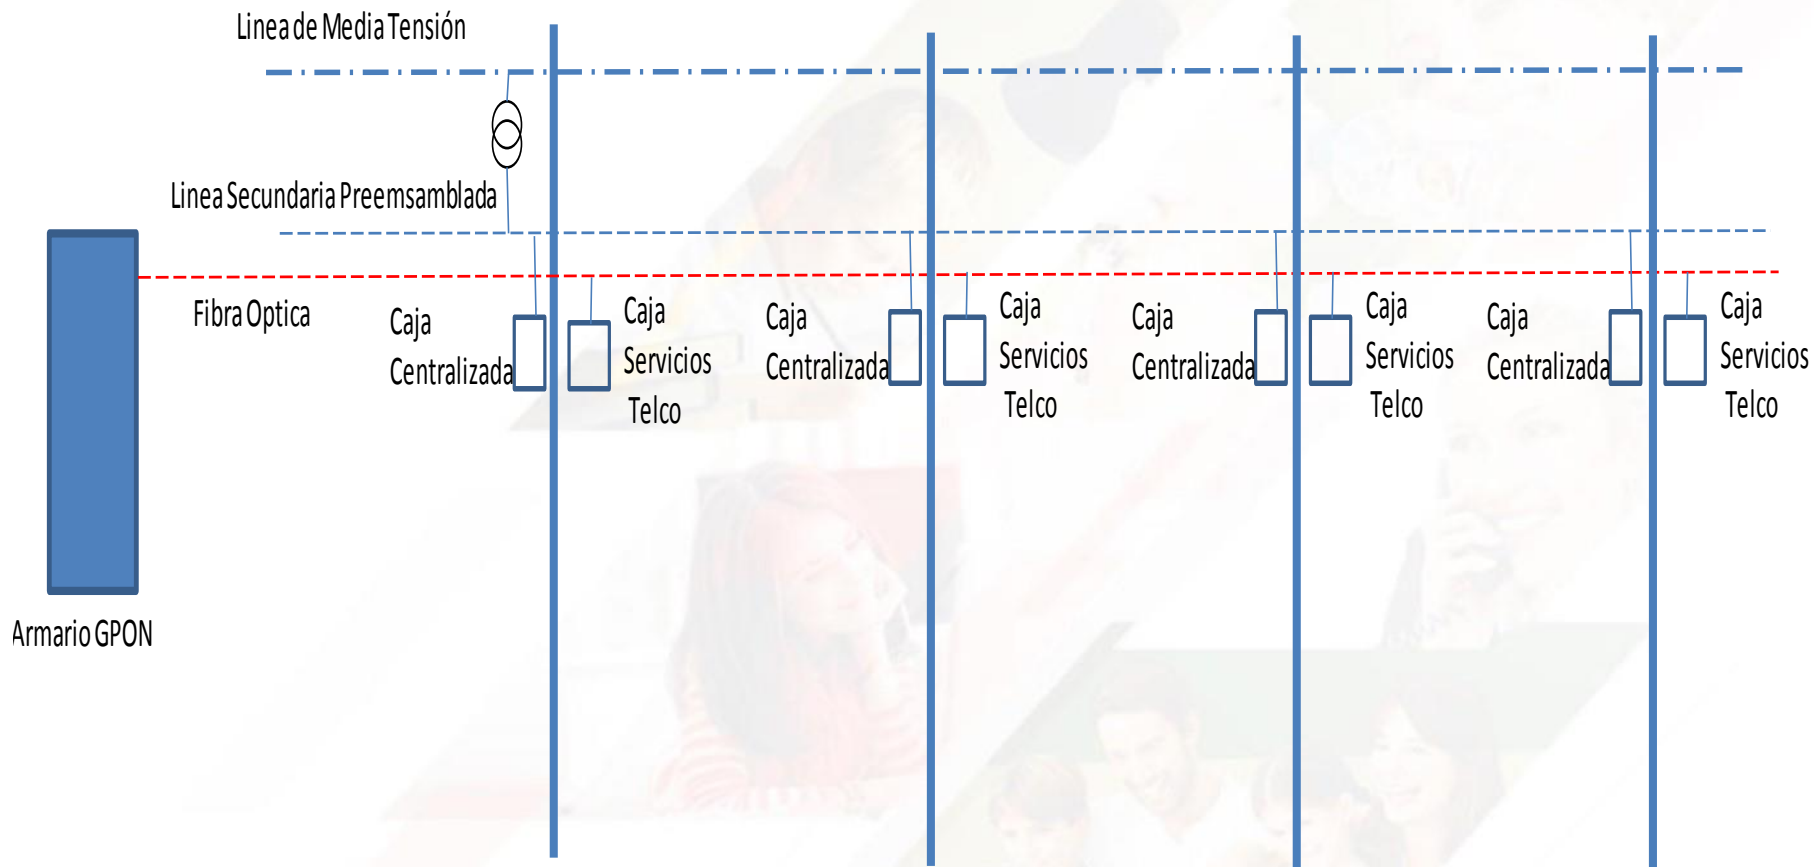 Linea de Media Tensión
Linea Secundaria Preemsamblada
Fibra Optica
Armario GPON
Caja
Centralizada
Caja
Servicios
Telco
Caja
Centralizada
Caja
Servicios
Telco
Caja
Centralizada
Caja
Servicios
Telco
Caja
Centralizada
Caja
Servicios
Telco